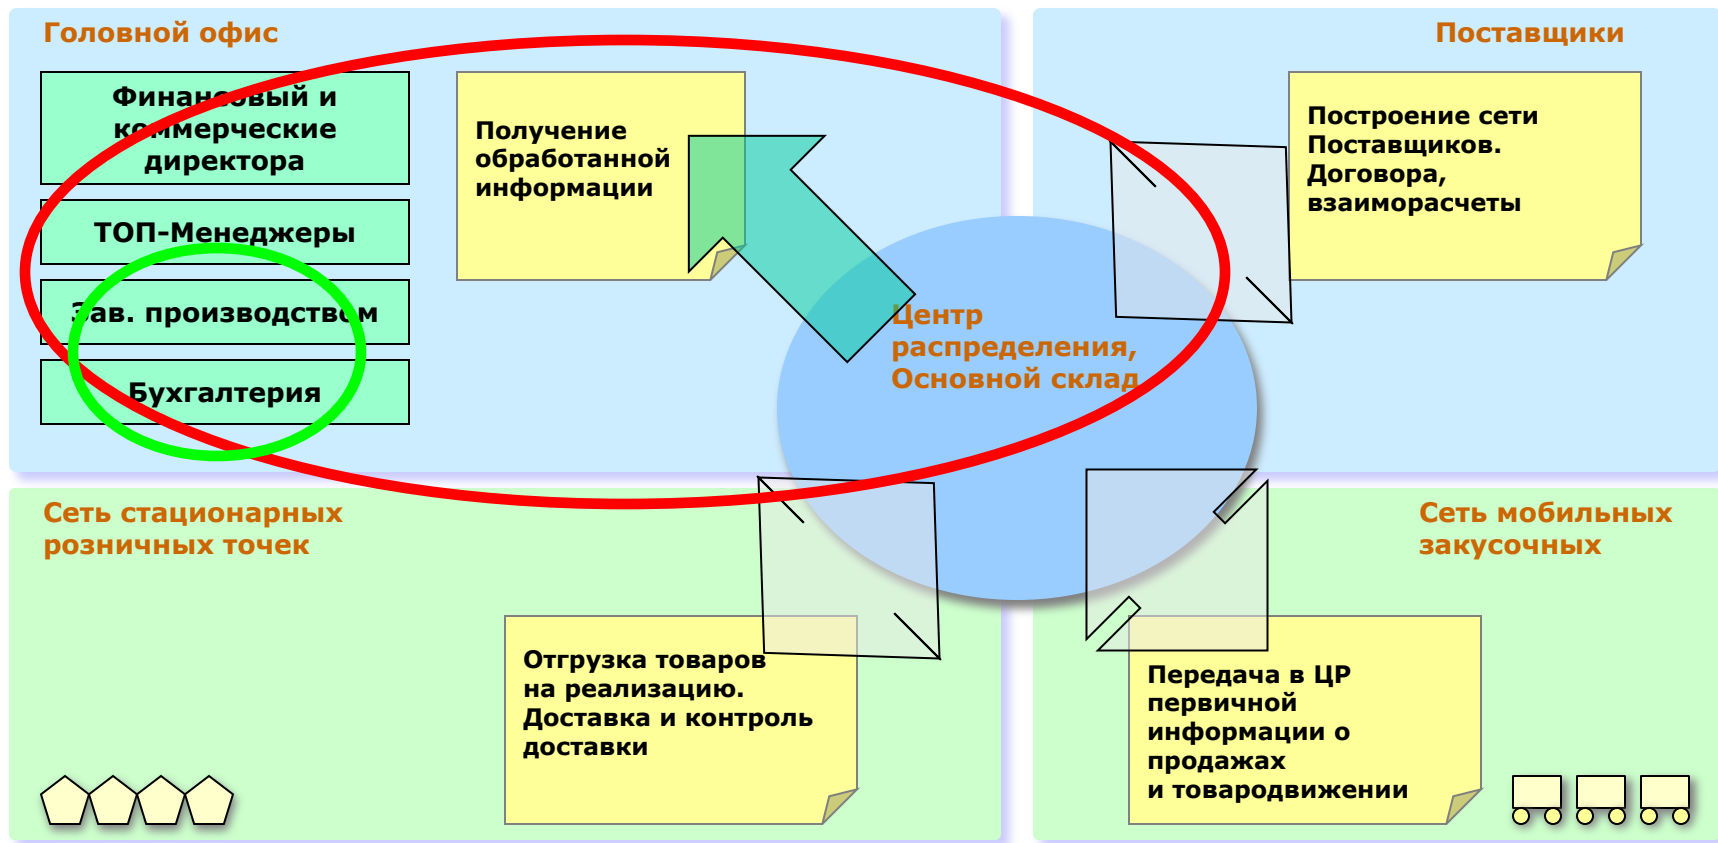 Головной офис
Финансовый и
коммерческие
директора
ТОП-Менеджеры
Зав. производством
Бухгалтерия
Получение
обработанной
информации
Поставщики
Построение сети
Поставщиков.
Договора,
взаиморасчеты
Центр
распределения,
Основной склад
Сеть стационарных
розничных точек
Отгрузка товаров
на реализацию.
Доставка и контроль
доставки
Сеть мобильных
закусочных
Передача в ЦР
первичной
информации о
продажах
и товародвижении